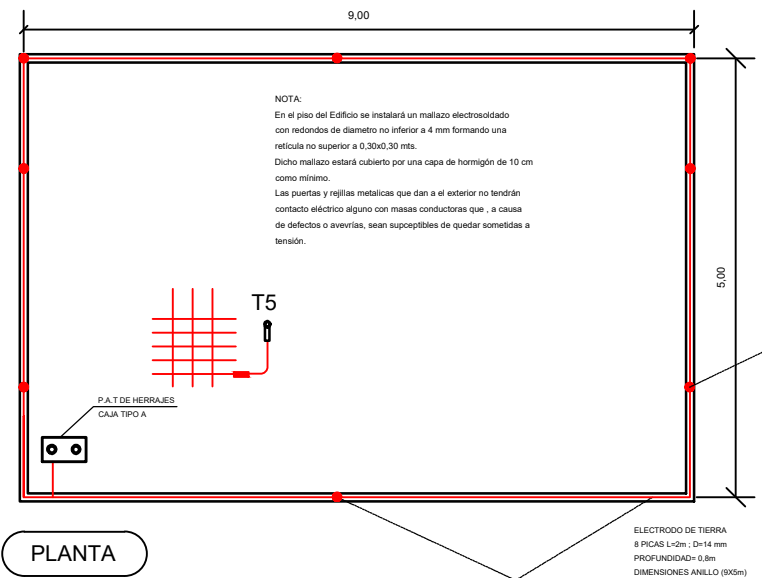 9,00
NOTA:
En el piso del Edificio se instalará un mallazo electrosoldado
con redondos de diametro no inferior a 4 mm formando una
retícula no superior a 0,30x0,30 mts.
Dicho mallazo estará cubierto por una capa de hormigón de 10 cm
como mínimo.
Las puertas y rejillas metalicas que dan a el exterior no tendrán
contacto eléctrico alguno con masas conductoras que , a causa
de defectos o avevrías, sean supceptibles de quedar sometidas a
tensión.
5,00
T5
P.A.T DE HERRAJES
CAJA TIPO A
PLANTA
ELECTRODO DE TIERRA
8 PICAS L=2m ; D=14 mm
PROFUNDIDAD= 0,8m
DIMENSIONES ANILLO (9X5m)